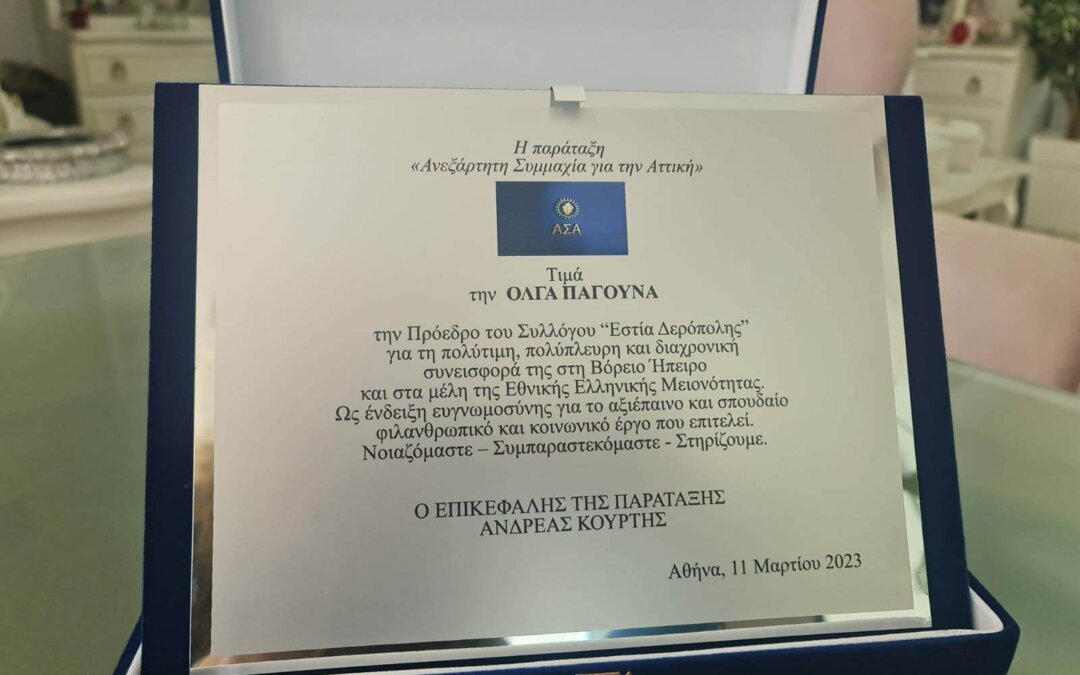 Η παράταξη
«Ανεξάρτητη Συμμαχία για την Αττική»
ΑΣΑ
Τιμά
την ΟΛΓΑ ΠΑΓΟΥΝΑ
την Πρόεδρο του Συλλόγου “Εστία Δερόπολης”
για τη πολύτιμη, πολύπλευρη και διαχρονική
συνεισφορά της στη Βόρειο Ήπειρο
και στα μέλη της Εθνικής Ελληνικής Μειονότητας.
Ως ένδειξη ευγνωμοσύνης για το αξιέπαινο και σπουδαίο
φιλανθρωπικό και κοινωνικό έργο που επιτελεί.
Νοιαζόμαστε – Συμπαραστεκόμαστε - Στηρίζουμε.
Ο ΕΠΙΚΕΦΑΛΗΣ ΤΗΣ ΠΑΡΑΤΑΞΗΣ
ΑΝΔΡΕΑΣ ΚΟΥΡΤΗΣ
Αθήνα, 11 Μαρτίου 2023